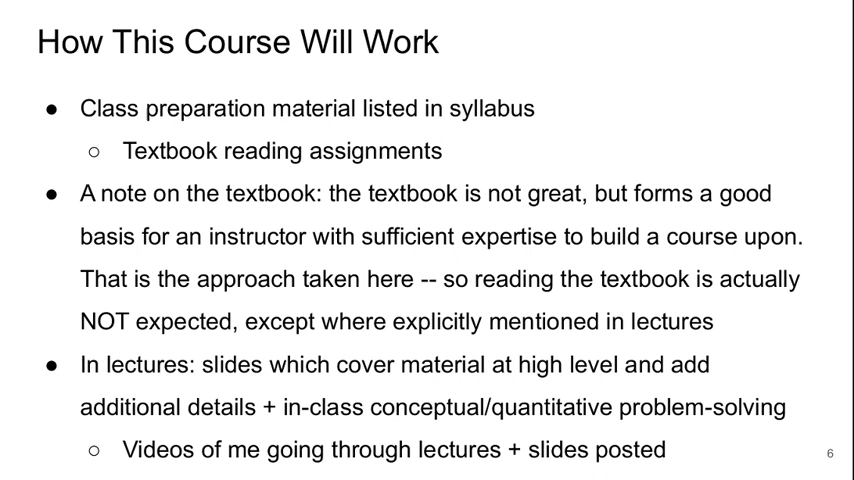 How This Course Will Work
● Class preparation material listed in syllabus
○ Textbook reading assignments
● A note on the textbook: the textbook is not great, but forms a good
basis for an instructor with sufficient expertise to build a course upon.
That is the approach taken here -- so reading the textbook is actually
NOT expected, except where explicitly mentioned in lectures
● In lectures: slides which cover material at high level and add
additional details + in-class conceptual/quantitative problem-solving
○ Videos of me going through lectures + slides posted
6